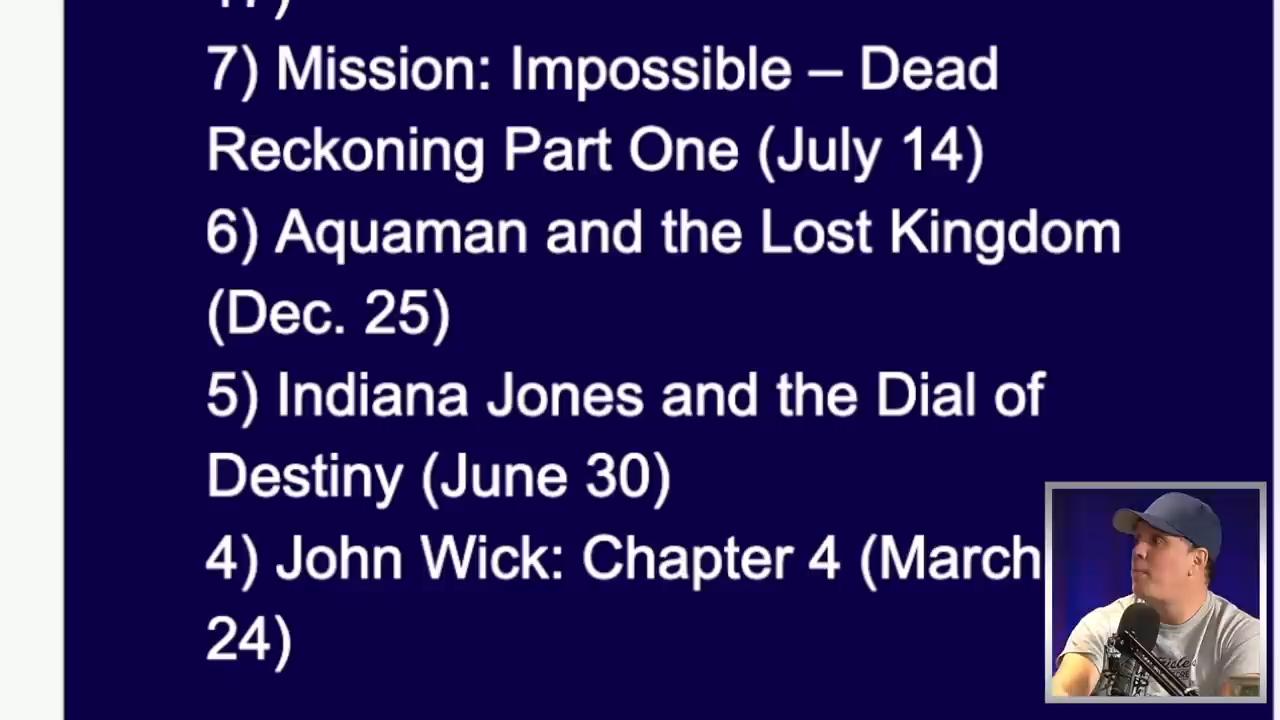 7) Mission: Impossible – Dead
Reckoning Part One (July 14)
6) Aquaman and the Lost Kingdom
(Dec. 25)
5) Indiana Jones and the Dial of
Destiny (June 30)
4) John Wick: Chapter 4 (March
24)